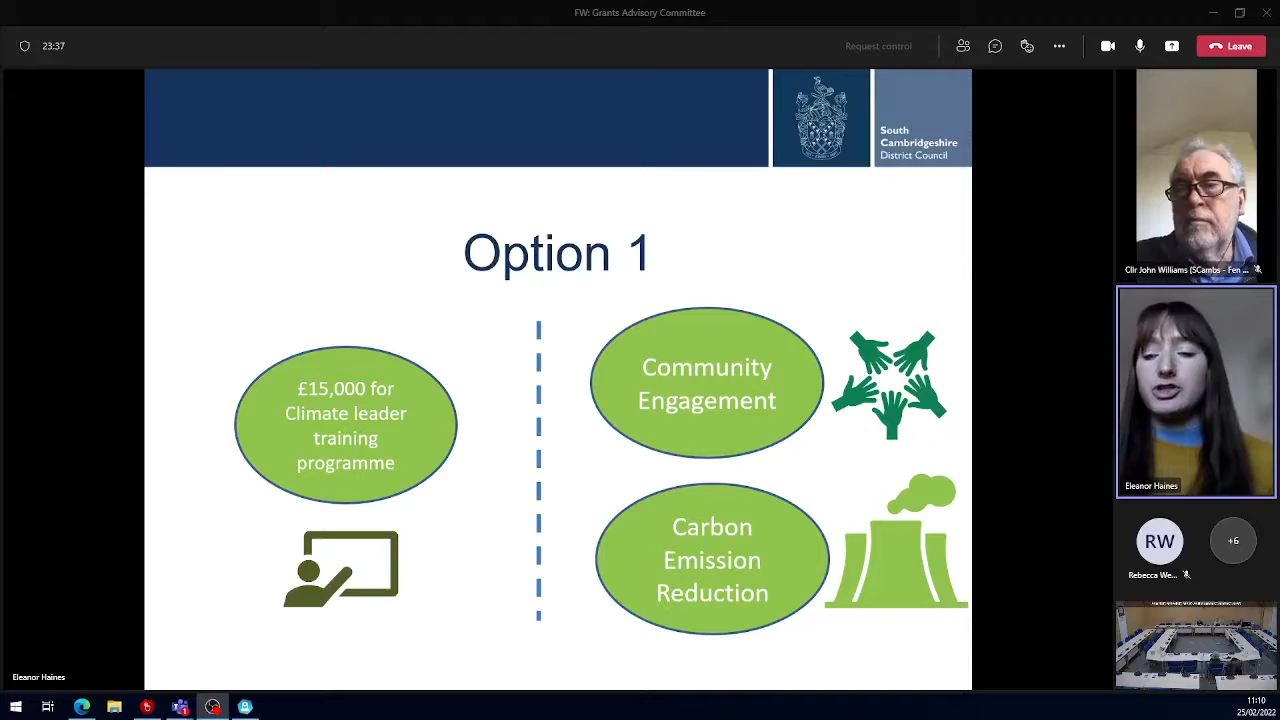 FW: Grants Advisory Committee
23:37
Request control
Leave
South
Cambridgeshire
District Council
Option 1
£15,000 for
Climate leader
training
programme
Community
Engagement
Carbon
Emission
Reduction
Cllr John Williams (SCambs - Fen ...
Eleanor Haines
RW
+6
Rebecca We...
Eleanor Haines
11:10
25/02/2022